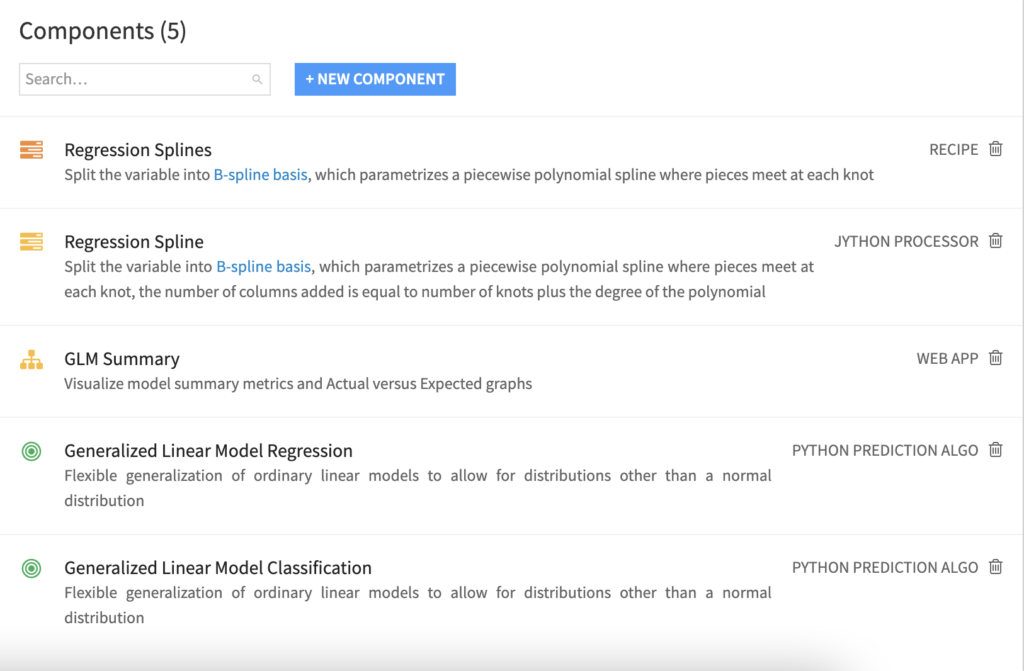 Components (5)
Search...
+ NEW COMPONENT
Regression Splines
RECIPE
Split the variable into B-spline basis, which parametrizes a piecewise polynomial spline where pieces meet at each knot
Regression Spline
JYTHON PROCESSOR
Split the variable into B-spline basis, which parametrizes a piecewise polynomial spline where pieces meet at
each knot, the number of columns added is equal to number of knots plus the degree of the polynomial
GLM Summary
WEB APP
Visualize model summary metrics and Actual versus Expected graphs
Generalized Linear Model Regression
PYTHON PREDICTION ALGO
Flexible generalization of ordinary linear models to allow for distributions other than a normal
distribution
Generalized Linear Model Classification
PYTHON PREDICTION ALGO
Flexible generalization of ordinary linear models to allow for distributions other than a normal
distribution